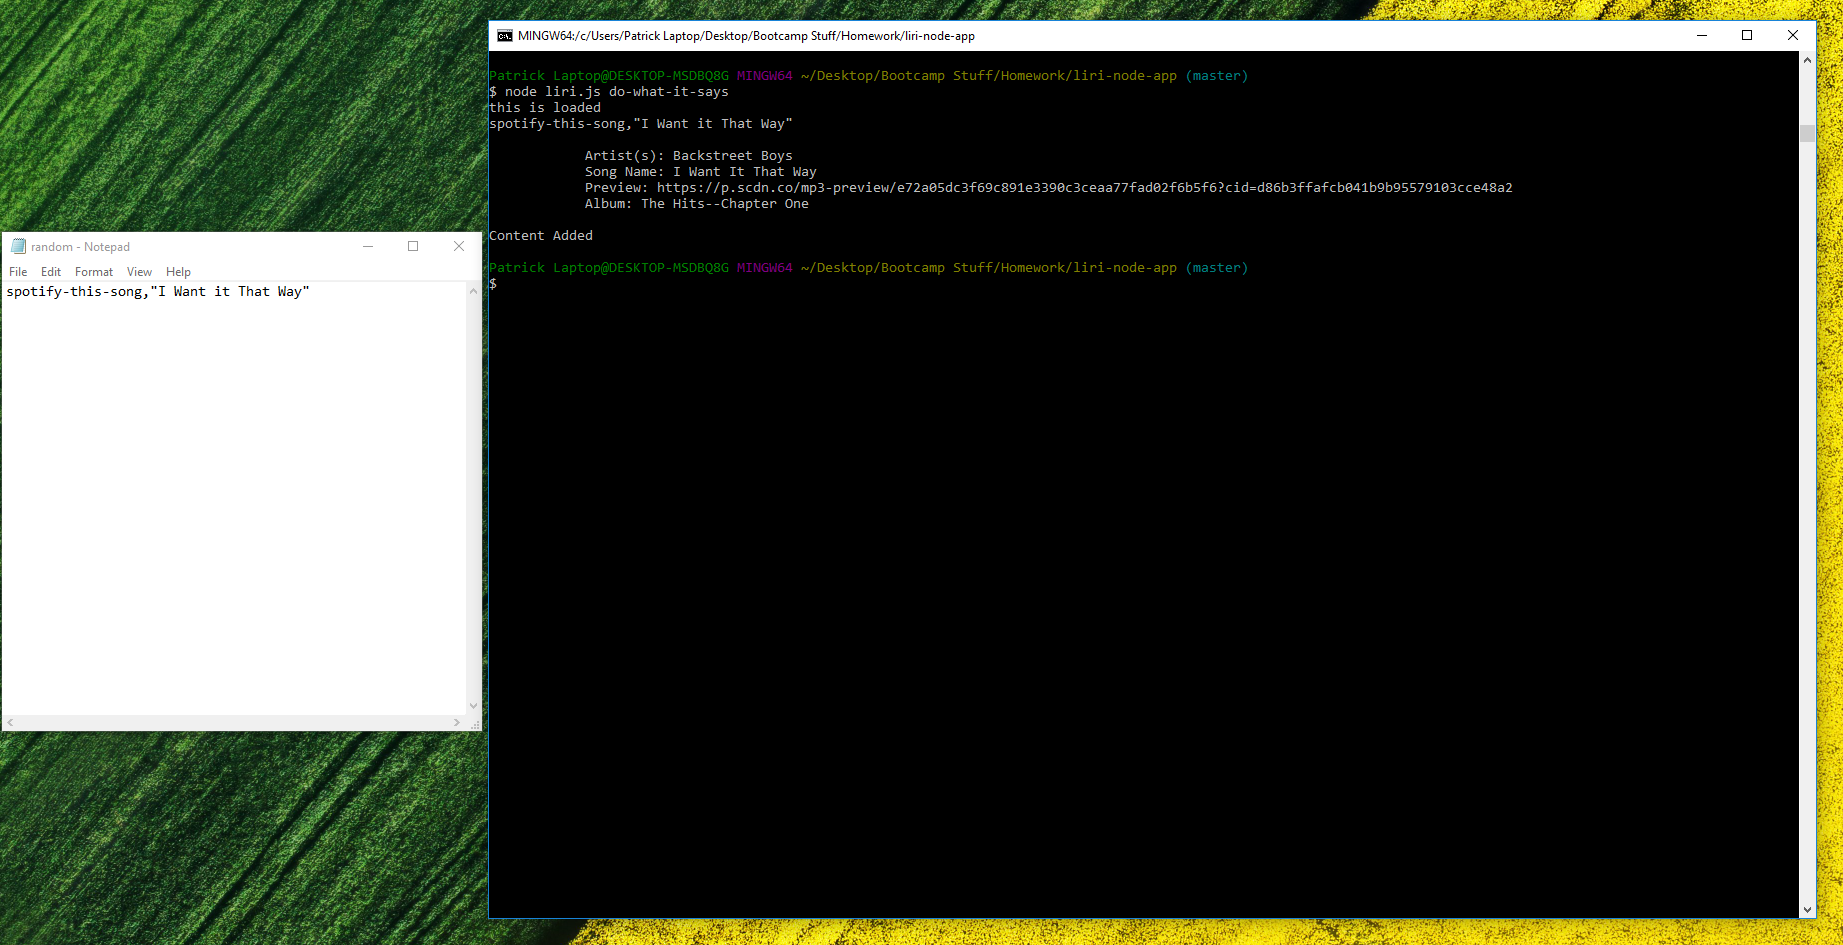 random - Notepad
File Edit Format View Help
spotify-this-song,"I Want it That Way"
MINGW64:/c/Users/Patrick Laptop/Desktop/Bootcamp Stuff/Homework/liri-node-app
Patrick Laptop@DESKTOP-MSDBQ8G MINGW64 ~/Desktop/Bootcamp Stuff/Homework/liri-node-app (master)
$ node liri.js do-what-it-says
this is loaded
spotify-this-song,"I Want it That Way"
Artist(s): Backstreet Boys
Song Name: I Want It That Way
Preview: https://p.scdn.co/mp3-preview/e72a05dc3f69c891e3390c3ceaa77fad02f6b5f6?cid=d86b3ffafcb041b9b95579103cce48a2
Album: The Hits--Chapter One
Content Added
Patrick Laptop@DESKTOP-MSDBQ8G MINGW64 ~/Desktop/Bootcamp Stuff/Homework/liri-node-app (master)
$